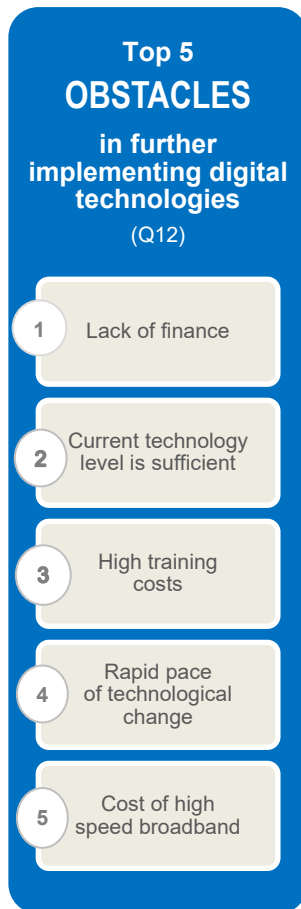 Top 5
OBSTACLES
in further
implementing digital
technologies
(Q12)
1
Lack of finance
2
Current technology
level is sufficient
3
High training
costs
4
Rapid pace
of technological
change
5
Cost of high
speed broadband